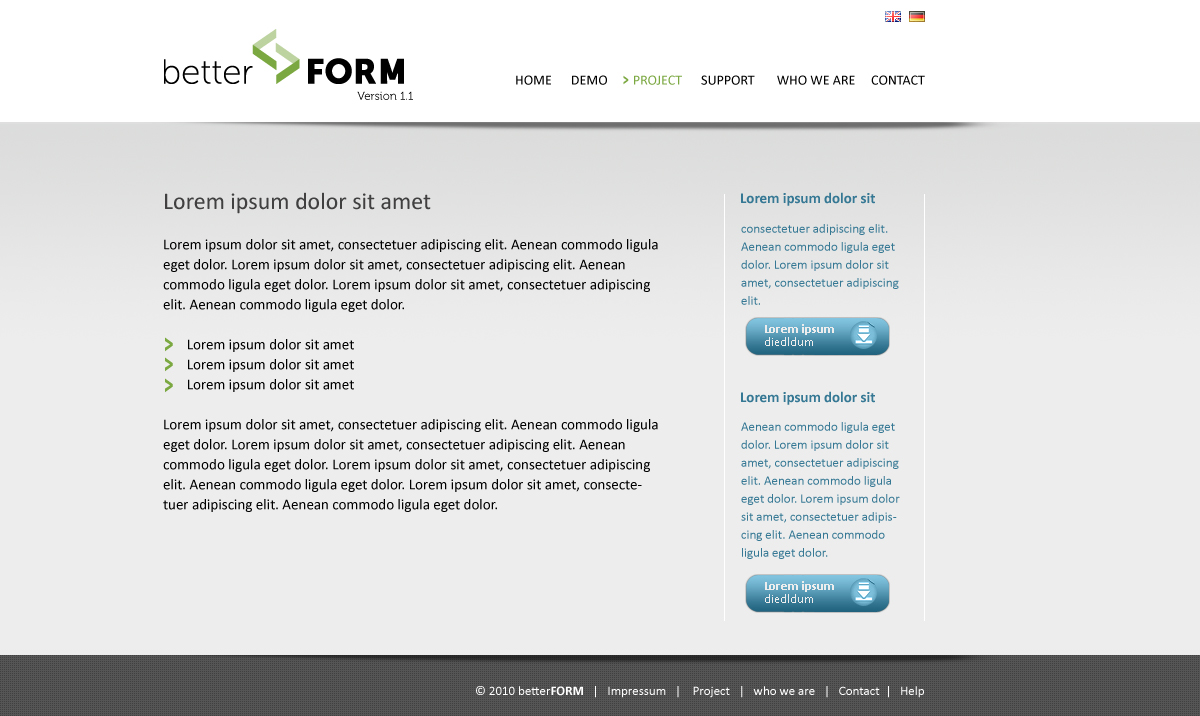 better FORM
Version 1.1
HOME DEMO > PROJECT SUPPORT WHO WE ARE CONTACT
Lorem ipsum dolor sit amet
Lorem ipsum dolor sit amet, consectetuer adipiscing elit. Aenean commodo ligula
eget dolor. Lorem ipsum dolor sit amet, consectetuer adipiscing elit. Aenean
commodo ligula eget dolor. Lorem ipsum dolor sit amet, consectetuer adipiscing
elit. Aenean commodo ligula eget dolor.
> Lorem ipsum dolor sit amet
> Lorem ipsum dolor sit amet
> Lorem ipsum dolor sit amet
Lorem ipsum dolor sit amet, consectetuer adipiscing elit. Aenean commodo ligula
eget dolor. Lorem ipsum dolor sit amet, consectetuer adipiscing elit. Aenean
commodo ligula eget dolor. Lorem ipsum dolor sit amet, consectetuer adipiscing
elit. Aenean commodo ligula eget dolor. Lorem ipsum dolor sit amet, consecte-
tuer adipiscing elit. Aenean commodo ligula eget dolor.
Lorem ipsum dolor sit
consectetuer adipiscing elit.
Aenean commodo ligula eget
dolor. Lorem ipsum dolor sit
amet, consectetuer adipiscing
elit.
Lorem ipsum
diedldum
Lorem ipsum dolor sit
Aenean commodo ligula eget
dolor. Lorem ipsum dolor sit
amet, consectetuer adipiscing
elit. Aenean commodo ligula
eget dolor. Lorem ipsum dolor
sit amet, consectetuer adipis-
cing elit. Aenean commodo
ligula eget dolor.
Lorem ipsum
diedldum
© 2010 betterFORM | Impressum | Project | who we are | Contact | Help